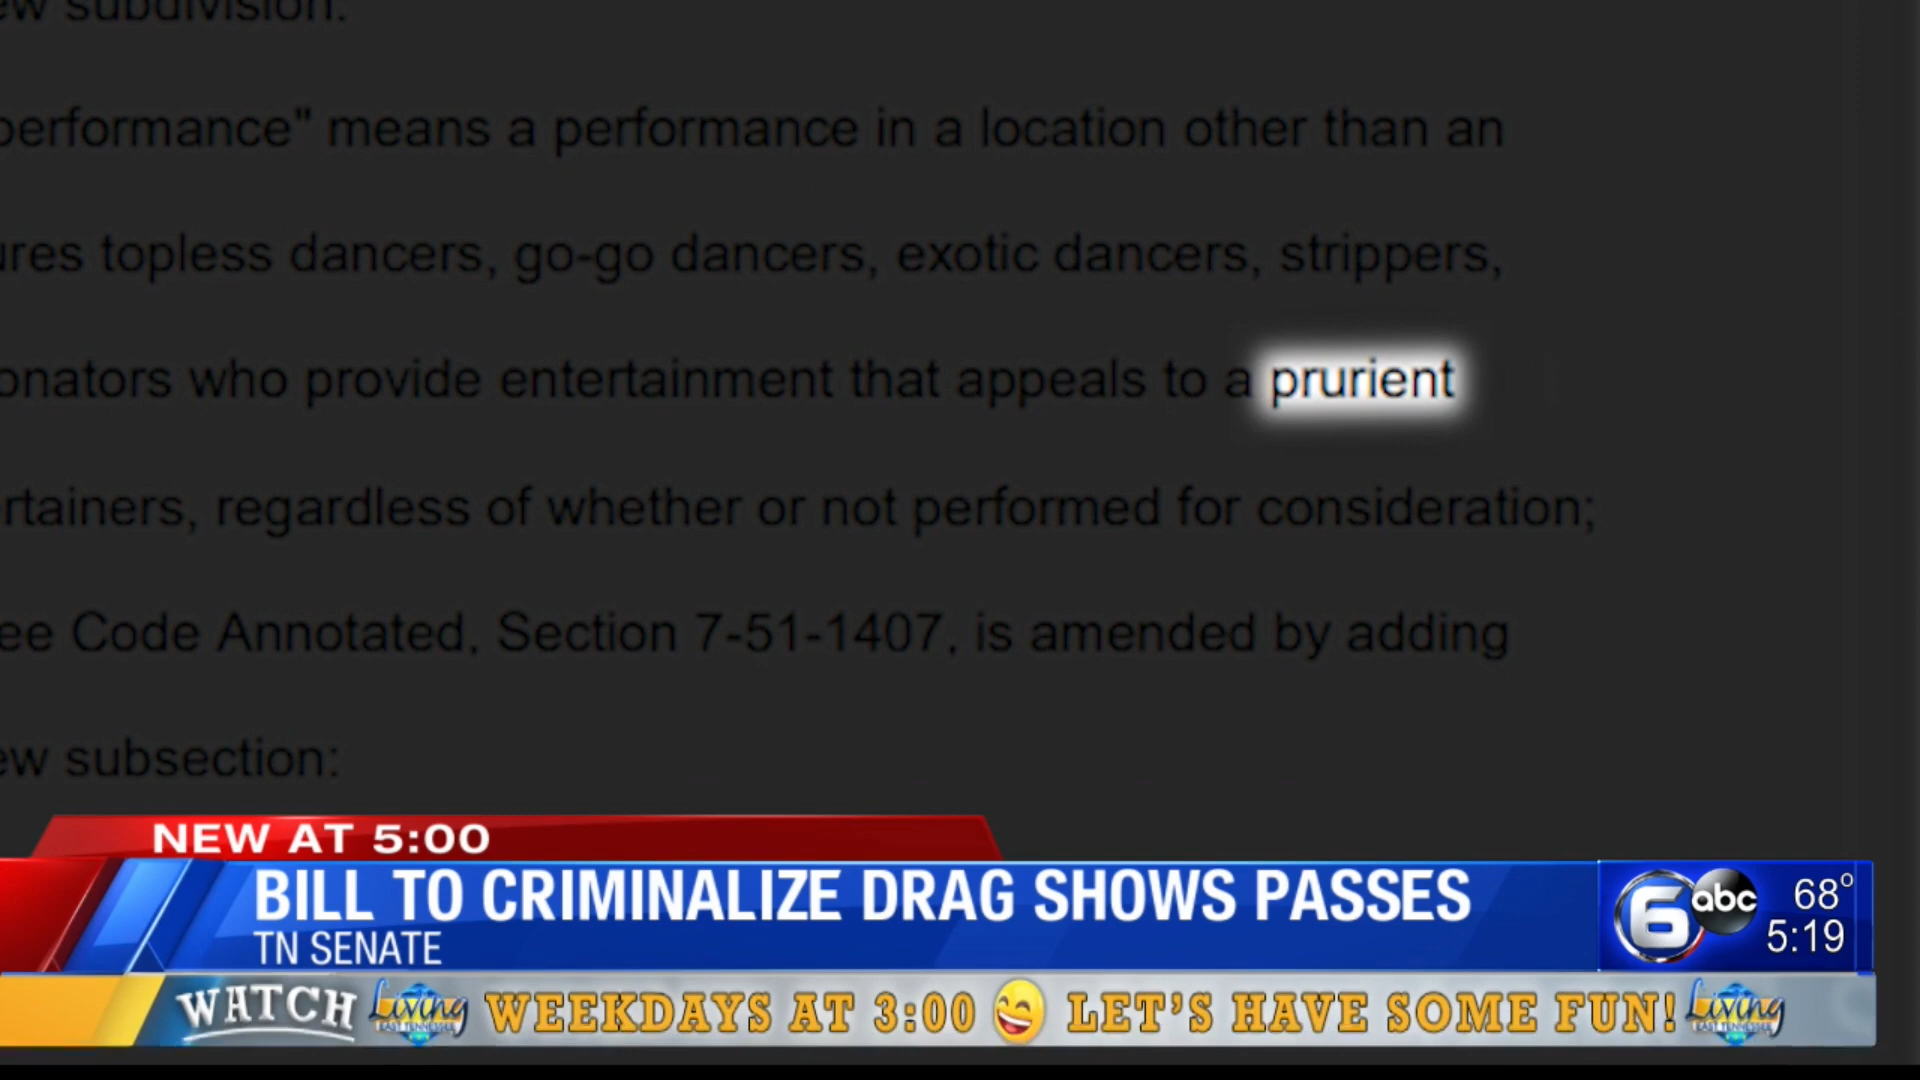 ew subdivision:
performance" means a performance in a location other than an
ures topless dancers, go-go dancers, exotic dancers, strippers,
onators who provide entertainment that appeals to a prurient
rtainers, regardless of whether or not performed for consideration;
ee Code Annotated, Section 7-51-1407, is amended by adding
ew subsection:
NEW AT 5:00
BILL TO CRIMINALIZE DRAG SHOWS PASSES
TN SENATE
6 abc 68°
5:19
WATCH Living EAST TENNESSEE WEEKDAYS AT 3:00 😄 LET'S HAVE SOME FUN! Living EAST TENNESSEE